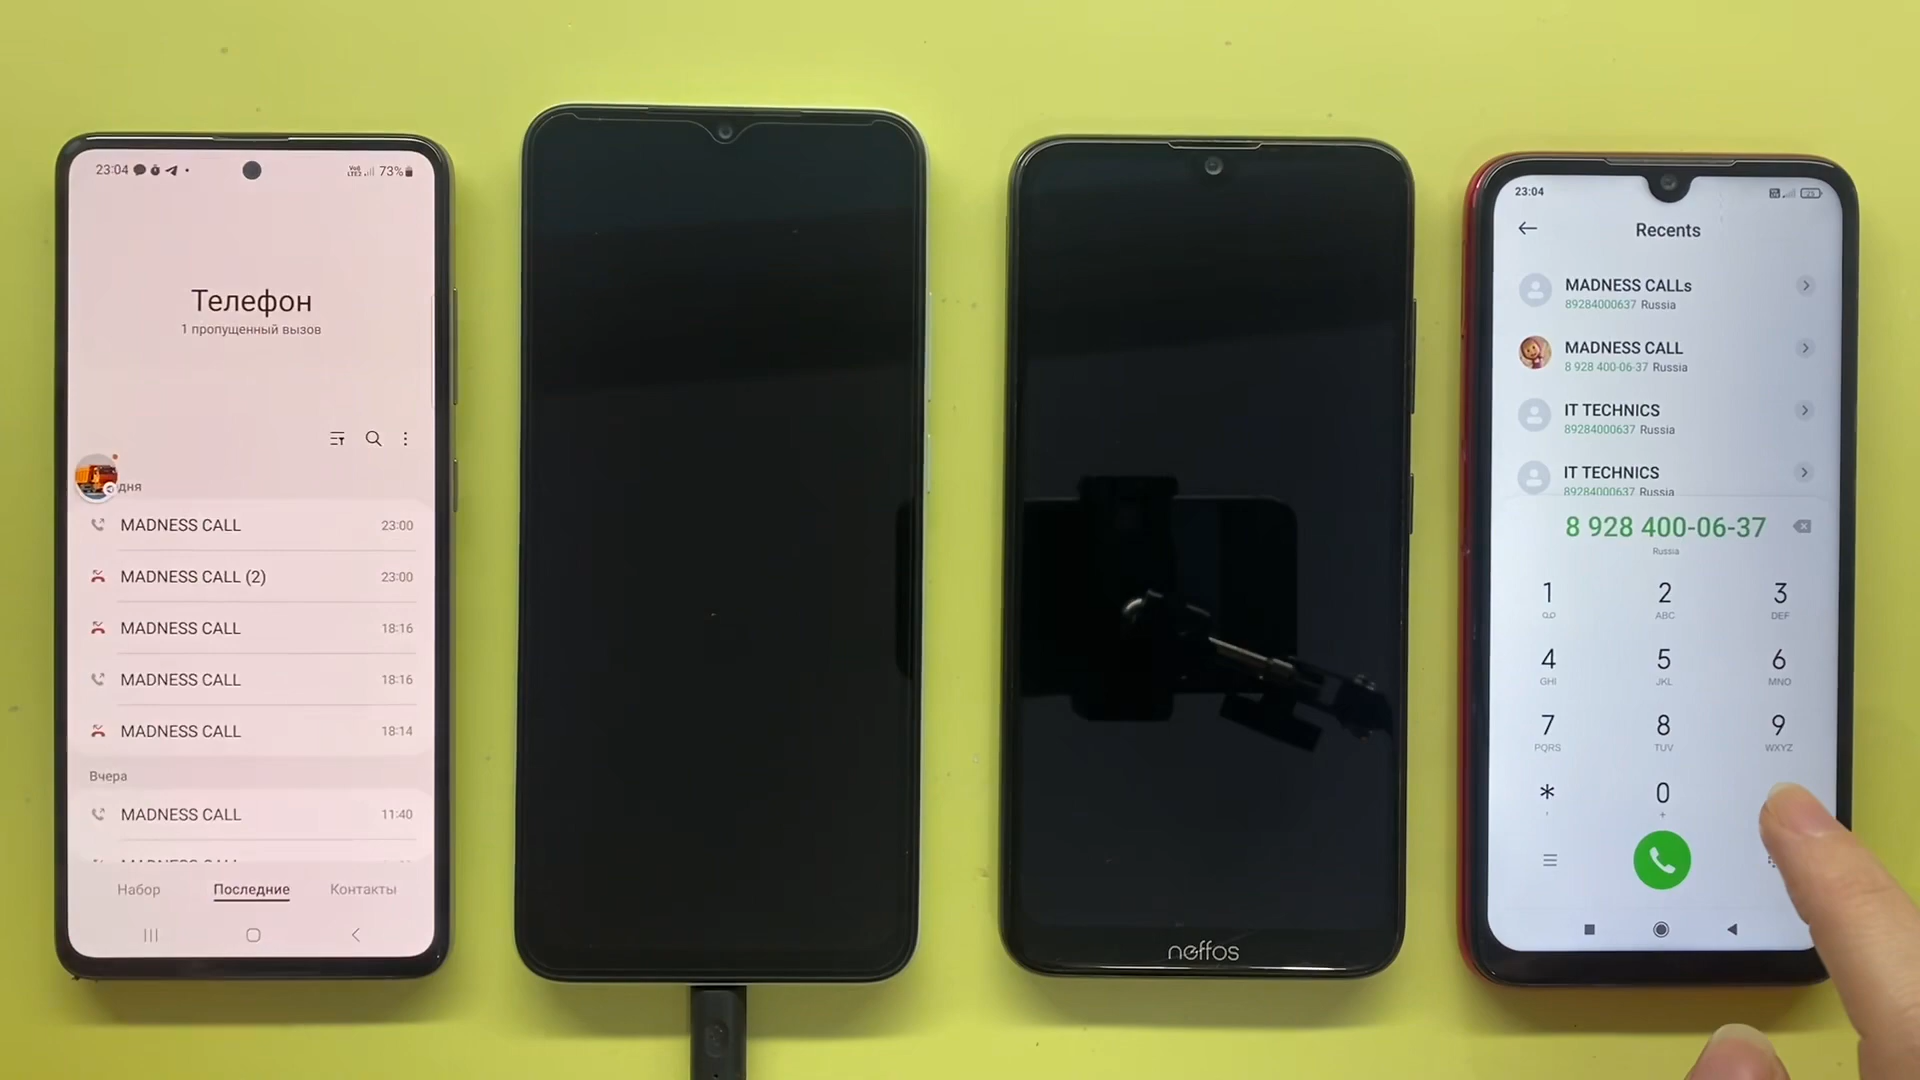 23:04
VoB
LTE2
73%
Телефон
1 пропущенный вызов
дня
MADNESS CALL 23:00
MADNESS CALL (2) 23:00
MADNESS CALL 18:16
MADNESS CALL 18:16
MADNESS CALL 18:14
Вчера
MADNESS CALL 11:40
Набор Последние Контакты
neffos
23:04
Recents
MADNESS CALLs
89284000637 Russia
MADNESS CALL
8 928 400-06-37 Russia
IT TECHNICS
89284000637 Russia
IT TECHNICS
89284000637 Russia
8 928 400-06-37
Russia
1 2 3
ABC DEF
4 5 6
GHI JKL MNO
7 8 9
PQRS TUV WXYZ
* 0
, +